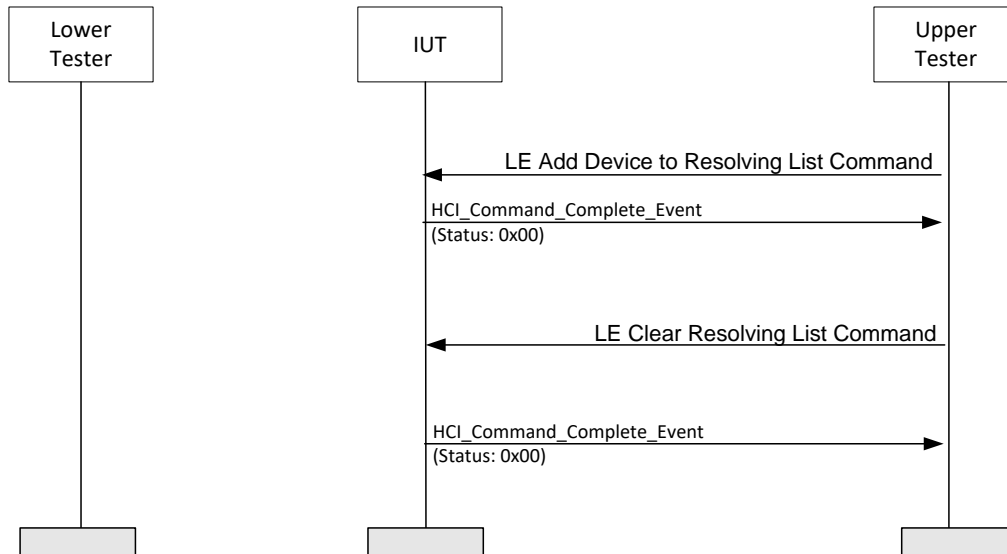 Lower
Tester
IUT
Upper
Tester
LE Add Device to Resolving List Command
HCI_Command_Complete_Event
(Status: 0x00)
LE Clear Resolving List Command
HCI_Command_Complete_Event
(Status: 0x00)